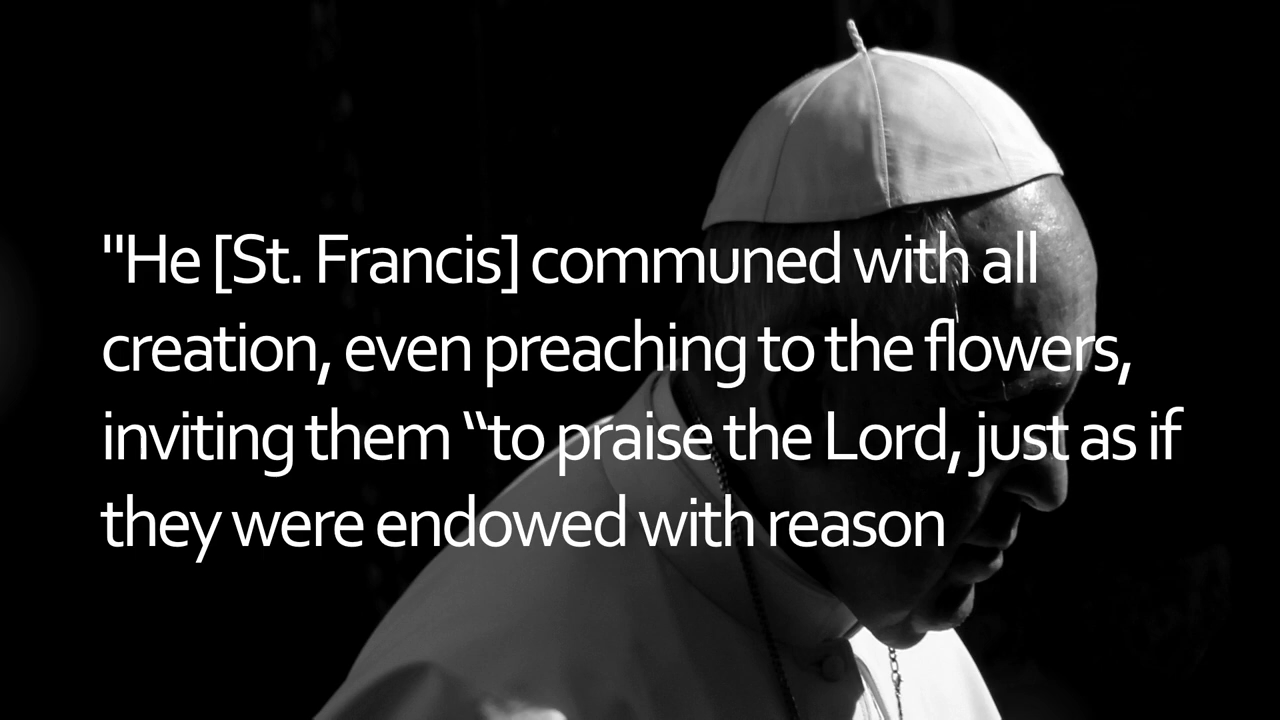 "He [St. Francis] communed with all
creation, even preaching to the flowers,
inviting them “to praise the Lord, just as if
they were endowed with reason